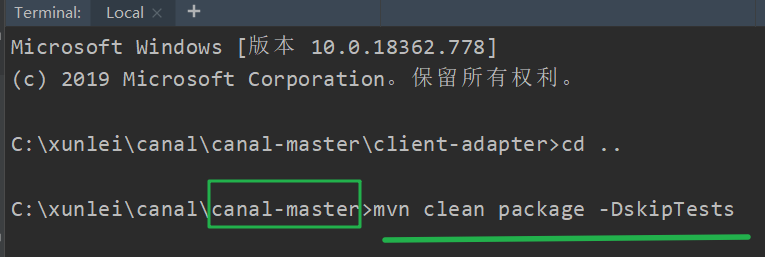 Terminal: Local × +
Microsoft Windows [版本 10.0.18362.778]
(c) 2019 Microsoft Corporation。保留所有权利。
C:\xunlei\canal\canal-master\client-adapter>cd ..
C:\xunlei\canal\canal-master>mvn clean package -DskipTests